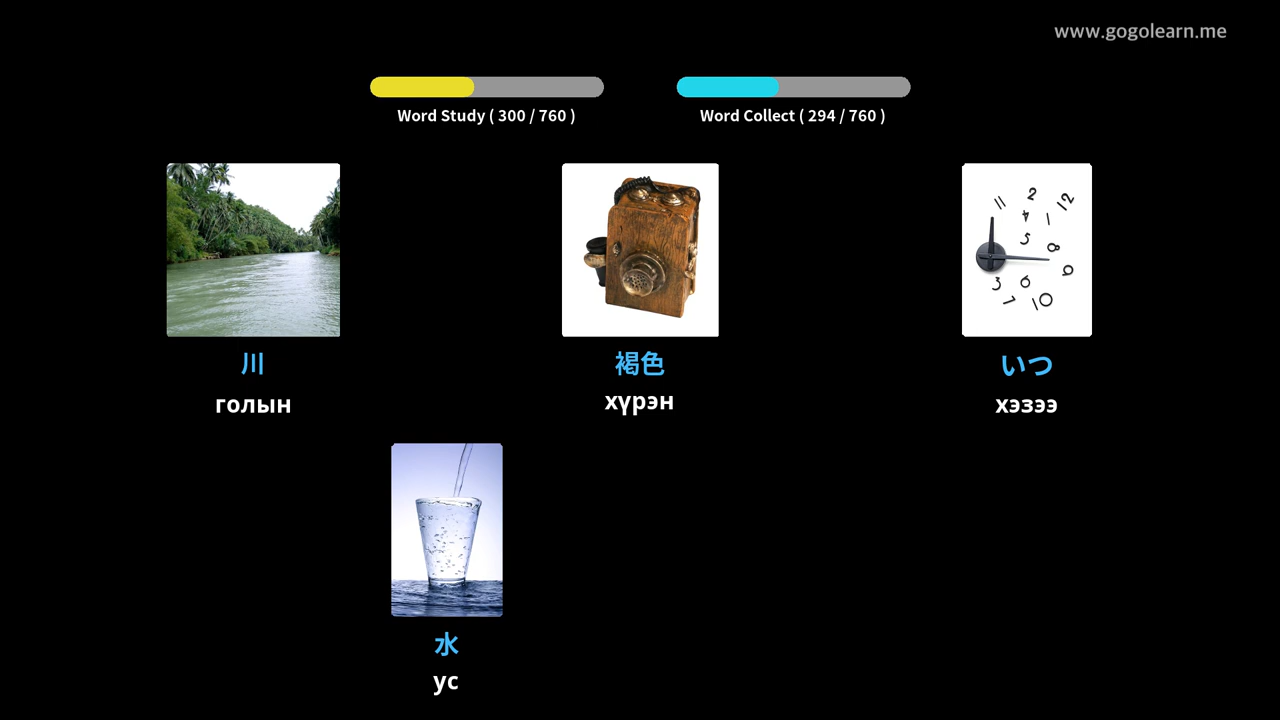 www.gogolearn.me
Word Study ( 300 / 760 )
Word Collect ( 294 / 760 )
川
голын
褐色
хүрэн
いつ
хэзээ
水
ус